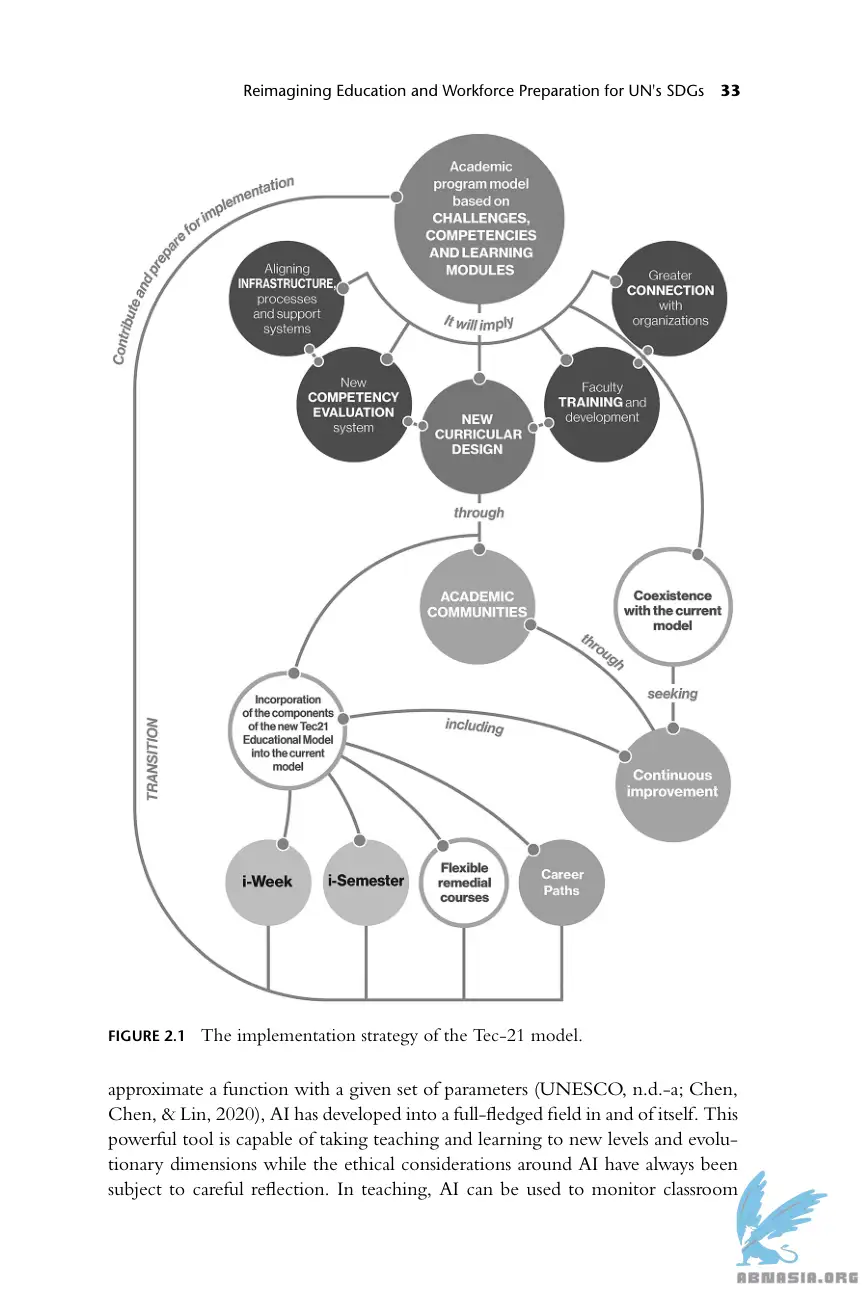 Reimagining Education and Workforce Preparation for UN's SDGs 33
Contribute and prepare for implementation
Academic
program model
based on
CHALLENGES,
COMPETENCIES
AND LEARNING
MODULES
Aligning
INFRASTRUCTURE,
processes
and support
systems
It will imply
Greater
CONNECTION
with
organizations
New
COMPETENCY
EVALUATION
system
NEW
CURRICULAR
DESIGN
Faculty
TRAINING and
development
through
ACADEMIC
COMMUNITIES
Coexistence
with the current
model
through
seeking
Incorporation
of the components
of the new Tec21
Educational Model
into the current
model
including
Continuous
improvement
TRANSITION
i-Week
i-Semester
Flexible
remedial
courses
Career
Paths
FIGURE 2.1 The implementation strategy of the Tec-21 model.
approximate a function with a given set of parameters (UNESCO, n.d.-a; Chen,
Chen, & Lin, 2020), AI has developed into a full-fledged field in and of itself. This
powerful tool is capable of taking teaching and learning to new levels and evolu-
tionary dimensions while the ethical considerations around AI have always been
subject to careful reflection. In teaching, AI can be used to monitor classroom
ABNASIA.ORG